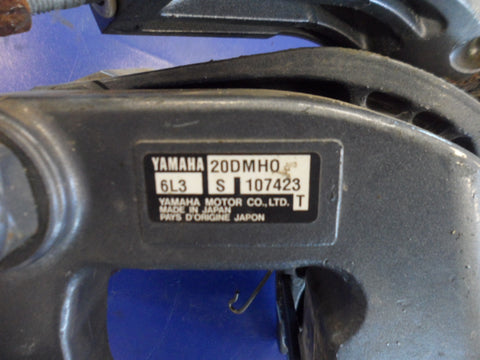 YAMAHA 20DMHO
6L3 S 107423
YAMAHA MOTOR CO.,LTD. T
MADE IN JAPAN
PAYS D'ORIGINE JAPON